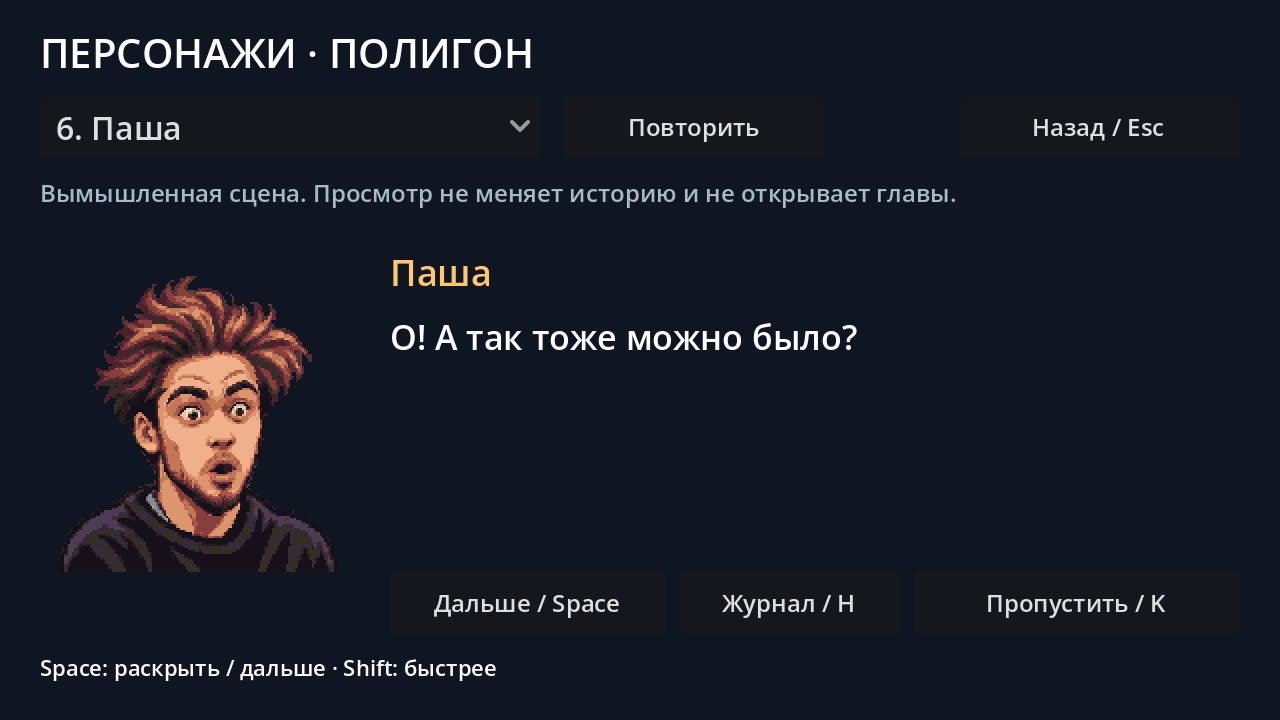 ПЕРСОНАЖИ · ПОЛИГОН
6. Паша
Повторить
Назад / Esc
Вымышленная сцена. Просмотр не меняет историю и не открывает главы.
Паша
О! А так тоже можно было?
Дальше / Space
Журнал / H
Пропустить / K
Space: раскрыть / дальше · Shift: быстрее